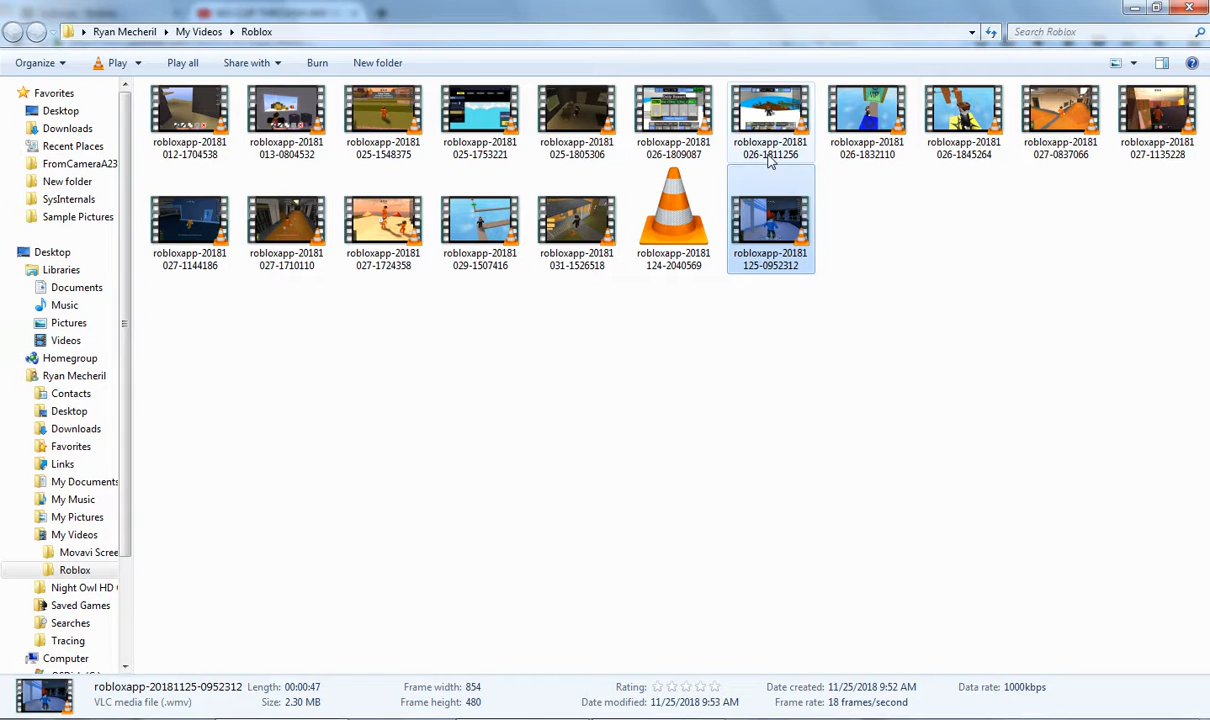 Ryan Mecheril
My Videos
Roblox
Search Roblox
Organize
Play
Play all
Share with
Burn
New folder
Favorites
Desktop
Downloads
Recent Places
FromCameraA23
New folder
SysInternals
Sample Pictures
Desktop
Libraries
Documents
Music
Pictures
Videos
Homegroup
Ryan Mecheril
Contacts
Desktop
Downloads
Favorites
Links
My Documents
My Music
My Pictures
My Videos
Movavi Scree
Roblox
Night Owl HD
Saved Games
Searches
Tracing
Computer
robloxapp-20181
012-1704538
robloxapp-20181
013-0804532
robloxapp-20181
025-1548375
robloxapp-20181
025-1753221
robloxapp-20181
025-1805306
robloxapp-20181
026-1809087
robloxapp-20181
026-1811256
robloxapp-20181
026-1832110
robloxapp-20181
026-1845264
robloxapp-20181
027-0837066
robloxapp-20181
027-1135228
robloxapp-20181
027-1144186
robloxapp-20181
027-1710110
robloxapp-20181
027-1724358
robloxapp-20181
029-1507416
robloxapp-20181
031-1526518
robloxapp-20181
124-2040569
robloxapp-20181
125-0952312
robloxapp-20181125-0952312
VLC media file (.wmv)
Length: 00:00:47
Size: 2.30 MB
Frame width: 854
Frame height: 480
Rating:
Date modified: 11/25/2018 9:53 AM
Date created: 11/25/2018 9:52 AM
Frame rate: 18 frames/second
Data rate: 1000kbps